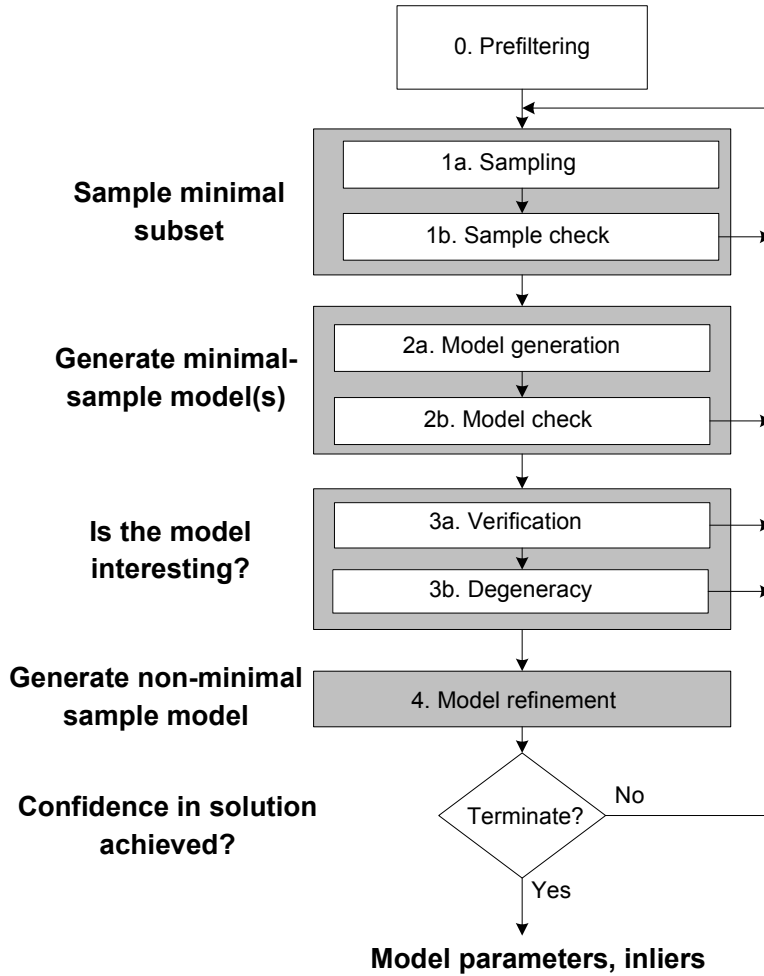 0. Prefiltering
Sample minimal
subset
1a. Sampling
1b. Sample check
Generate minimal-
sample model(s)
2a. Model generation
2b. Model check
Is the model
interesting?
3a. Verification
3b. Degeneracy
Generate non-minimal
sample model
4. Model refinement
Confidence in solution
achieved?
Terminate?
No
Yes
Model parameters, inliers